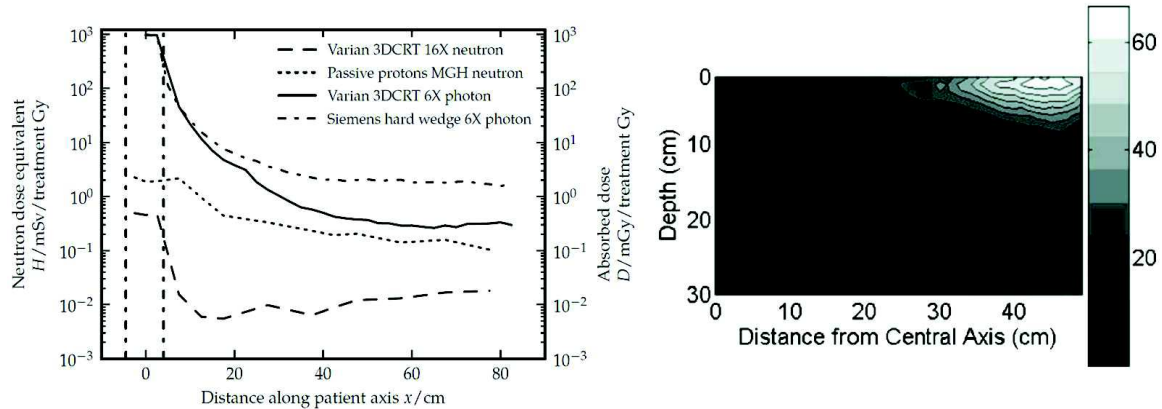 Neutron dose equivalent
H/mSv/treatment Gy
10³
10²
10¹
10⁰
10⁻¹
10⁻²
10⁻³
Varian 3DCRT 16X neutron
Passive protons MGH neutron
Varian 3DCRT 6X photon
Siemens hard wedge 6X photon
10³
10²
10¹
10⁰
10⁻¹
10⁻²
10⁻³
Absorbed dose
D/mGy/treatment Gy
0 20 40 60 80
Distance along patient axis x/cm
Depth (cm)
0
10
20
30
0 10 20 30 40
Distance from Central Axis (cm)
60
40
20